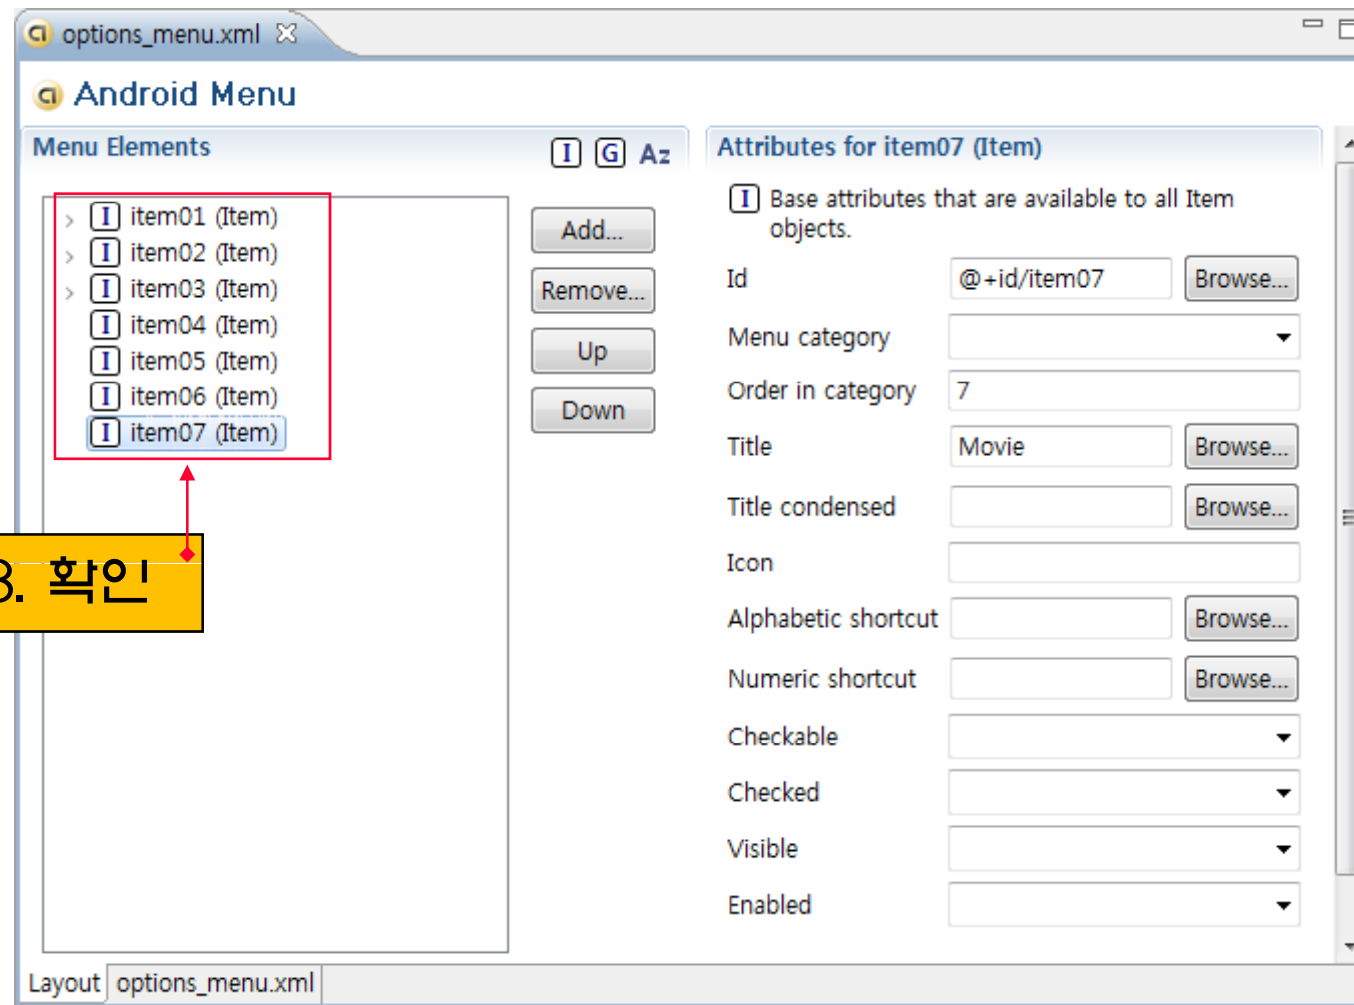 options_menu.xml
Android Menu
Menu Elements
I G Az
I item01 (Item)
I item02 (Item)
I item03 (Item)
I item04 (Item)
I item05 (Item)
I item06 (Item)
I item07 (Item)
Add...
Remove...
Up
Down
3. 확인
Attributes for item07 (Item)
I Base attributes that are available to all Item
objects.
Id @+id/item07 Browse...
Menu category
Order in category 7
Title Movie Browse...
Title condensed Browse...
Icon
Alphabetic shortcut Browse...
Numeric shortcut Browse...
Checkable
Checked
Visible
Enabled
Layout options_menu.xml